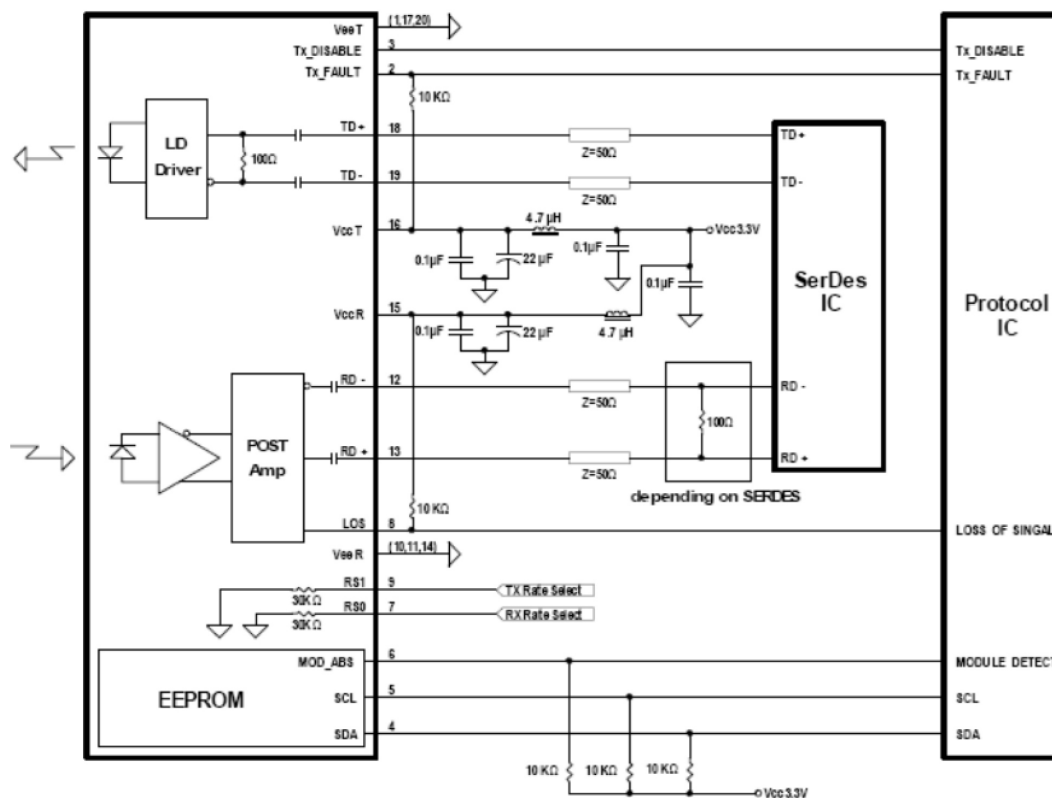 VeeT (1,17,20)
Tx_DISABLE 3 Tx_DISABLE
Tx_FAULT 2 Tx_FAULT
10 KΩ
LD
Driver
100Ω
TD+ 18 Z=50Ω TD+
TD- 19 Z=50Ω TD-
VccT 16 4.7 µH Vcc3.3V
0.1µF 22 µF 0.1µF
0.1µF
SerDes
IC
Protocol
IC
VccR 15
0.1µF 22 µF 4.7 µH
RD - 12 Z=50Ω RD -
100Ω
POST
Amp
RD + 13 Z=50Ω RD +
depending on SERDES
10 KΩ
LOS 8 LOSS OF SINGAL
VeeR (10,11,14)
RS1 9 TX Rate Select
30KΩ
RS0 7 RX Rate Select
30KΩ
MOD_ABS 6 MODULE DETECT
EEPROM
SCL 5 SCL
SDA 4 SDA
10 KΩ 10 KΩ 10 KΩ
Vcc3.3V